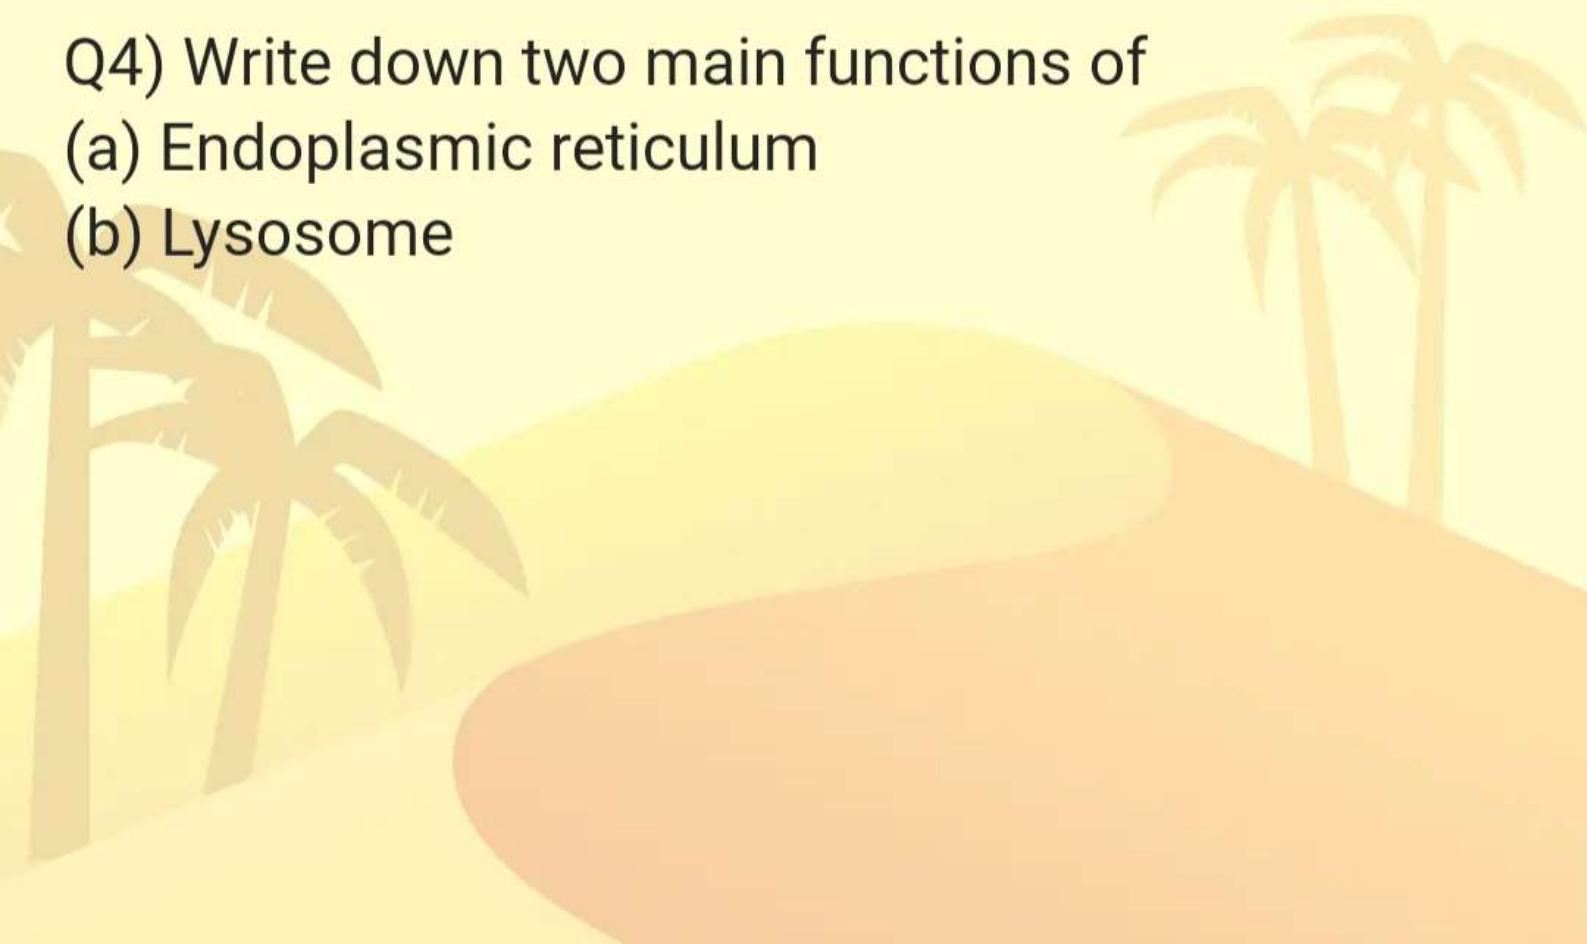 Q4) Write down two main functions of
(a) Endoplasmic reticulum
(b) Lysosome